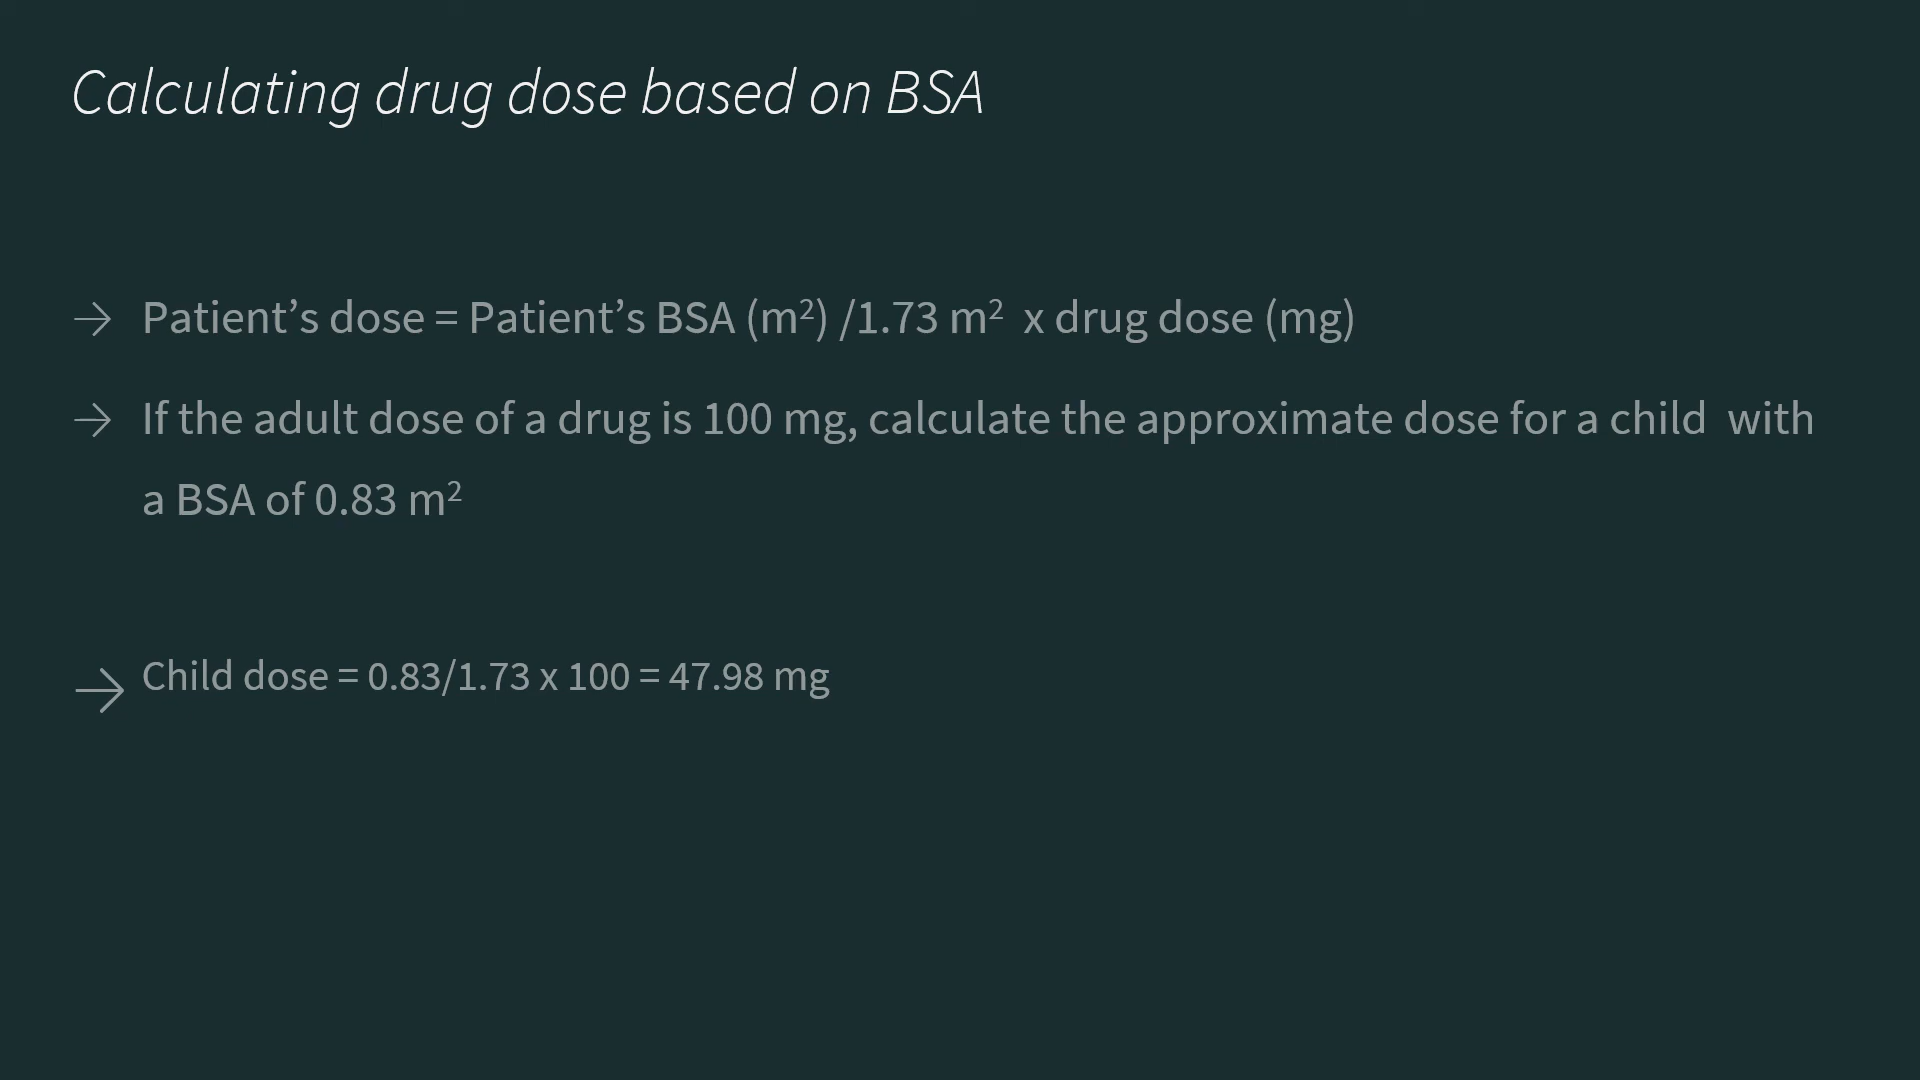 Calculating drug dose based on BSA
→ Patient’s dose = Patient’s BSA (m²) /1.73 m² x drug dose (mg)
→ If the adult dose of a drug is 100 mg, calculate the approximate dose for a child with
a BSA of 0.83 m²
→ Child dose = 0.83/1.73 x 100 = 47.98 mg